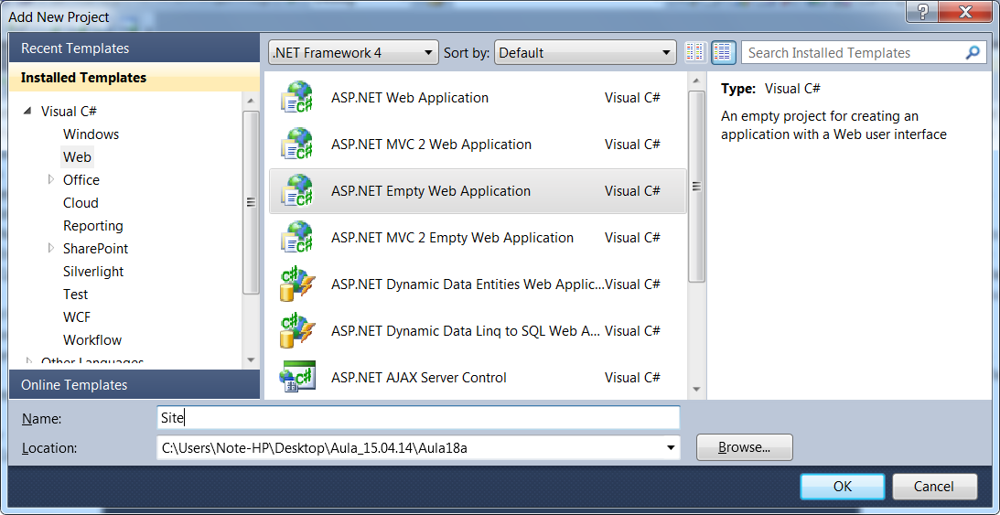 Add New Project
Recent Templates
Installed Templates
Visual C#
Windows
Web
Office
Cloud
Reporting
SharePoint
Silverlight
Test
WCF
Workflow
Other Languages
Online Templates
.NET Framework 4 Sort by: Default Search Installed Templates
ASP.NET Web Application Visual C#
ASP.NET MVC 2 Web Application Visual C#
ASP.NET Empty Web Application Visual C#
ASP.NET MVC 2 Empty Web Application Visual C#
ASP.NET Dynamic Data Entities Web Applic... Visual C#
ASP.NET Dynamic Data Linq to SQL Web A... Visual C#
ASP.NET AJAX Server Control Visual C#
Type: Visual C#
An empty project for creating an
application with a Web user interface
Name: Site
Location: C:\Users\Note-HP\Desktop\Aula_15.04.14\Aula18a Browse...
OK Cancel